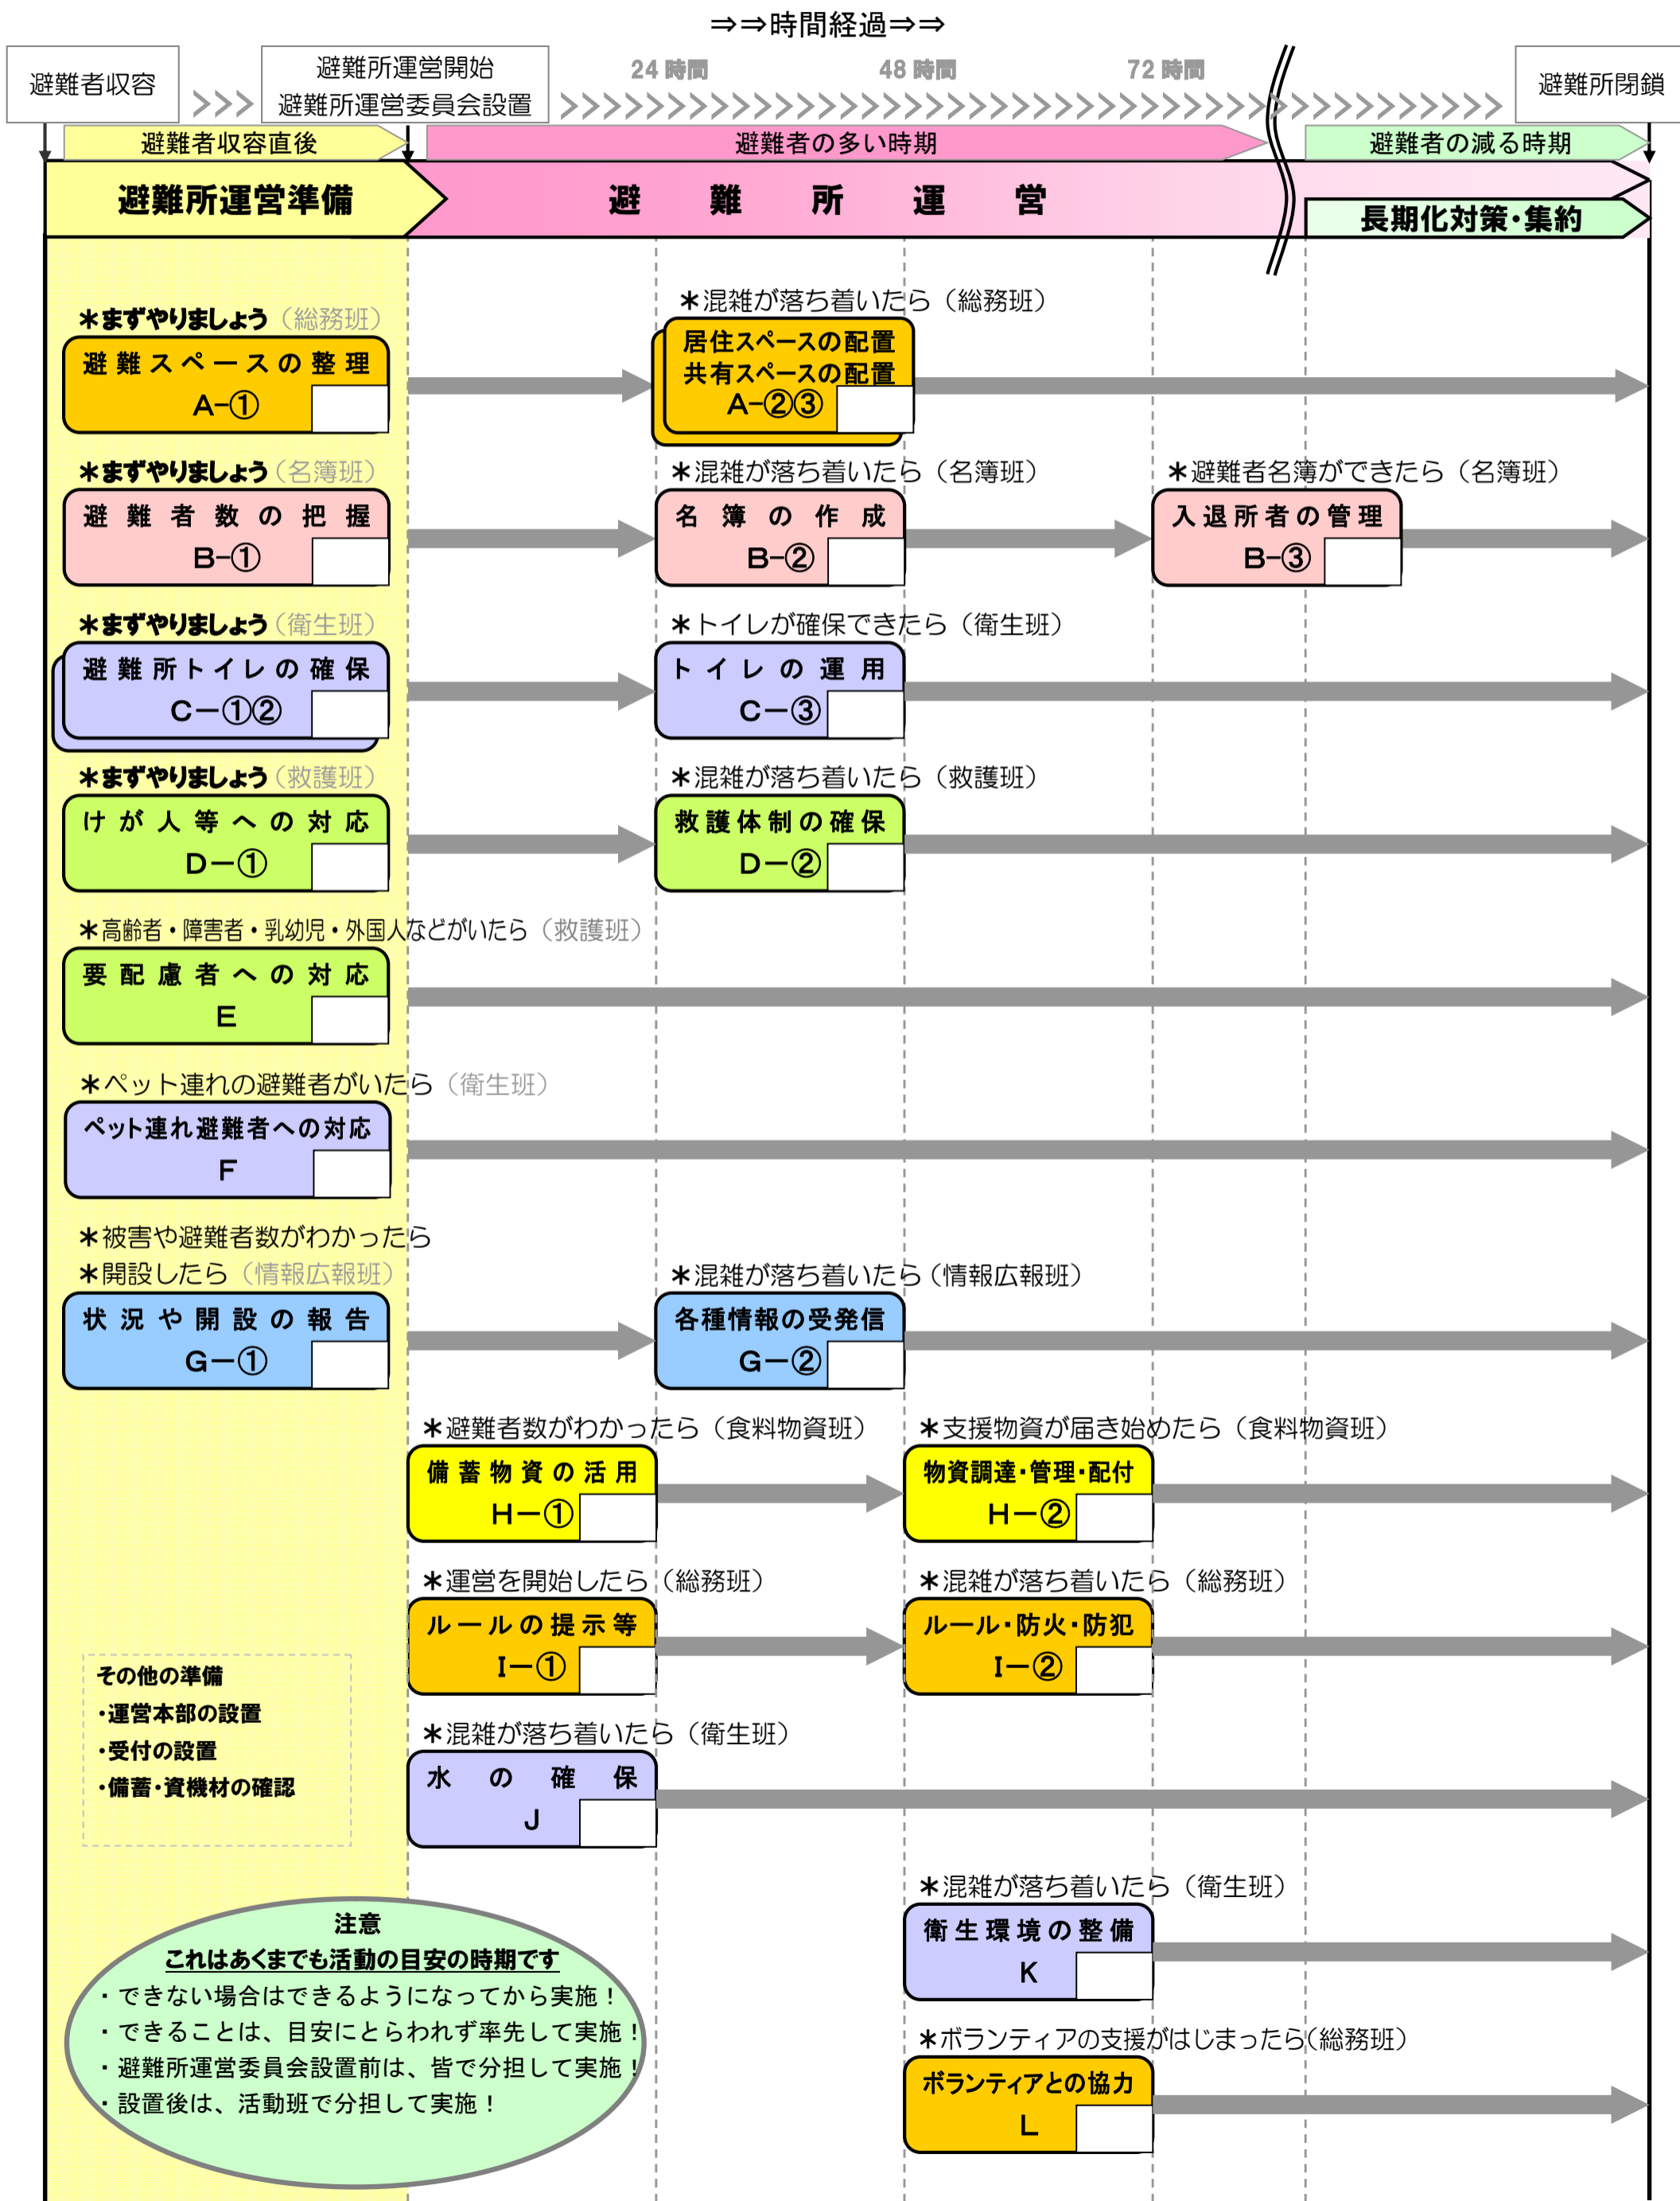 ⇒⇒時間経過⇒⇒
避難者収容
避難所運営開始
避難所運営委員会設置
24 時間
48 時間
72 時間
避難所閉鎖
避難者収容直後
避難者の多い時期
避難者の減る時期
避難所運営準備
避難所運営
長期化対策・集約
＊まずやりましょう（総務班）
避難スペースの整理
A-①
＊混雑が落ち着いたら（総務班）
居住スペースの配置
共有スペースの配置
A-②③
＊まずやりましょう（名簿班）
避難者数の把握
B-①
＊混雑が落ち着いたら（名簿班）
名簿の作成
B-②
＊避難者名簿ができたら（名簿班）
入退所者の管理
B-③
＊まずやりましょう（衛生班）
避難所トイレの確保
C－①②
＊トイレが確保できたら（衛生班）
トイレの運用
C－③
＊まずやりましょう（救護班）
けが人等への対応
D－①
＊混雑が落ち着いたら（救護班）
救護体制の確保
D－②
＊高齢者・障害者・乳幼児・外国人などがいたら（救護班）
要配慮者への対応
E
＊ペット連れの避難者がいたら（衛生班）
ペット連れ避難者への対応
F
＊被害や避難者数がわかったら
＊開設したら（情報広報班）
状況や開設の報告
G－①
＊混雑が落ち着いたら（情報広報班）
各種情報の受発信
G－②
＊避難者数がわかったら（食料物資班）
備蓄物資の活用
H－①
＊支援物資が届き始めたら（食料物資班）
物資調達・管理・配付
H－②
＊運営を開始したら（総務班）
ルールの提示等
I－①
＊混雑が落ち着いたら（総務班）
ルール・防火・防犯
I－②
その他の準備
・運営本部の設置
・受付の設置
・備蓄・資機材の確認
＊混雑が落ち着いたら（衛生班）
水の確保
J
＊混雑が落ち着いたら（衛生班）
衛生環境の整備
K
＊ボランティアの支援がはじまったら（総務班）
ボランティアとの協力
L
注意
これはあくまでも活動の目安の時期です
・できない場合はできるようになってから実施！
・できることは、目安にとらわれず率先して実施！
・避難所運営委員会設置前は、皆で分担して実施！
・設置後は、活動班で分担して実施！